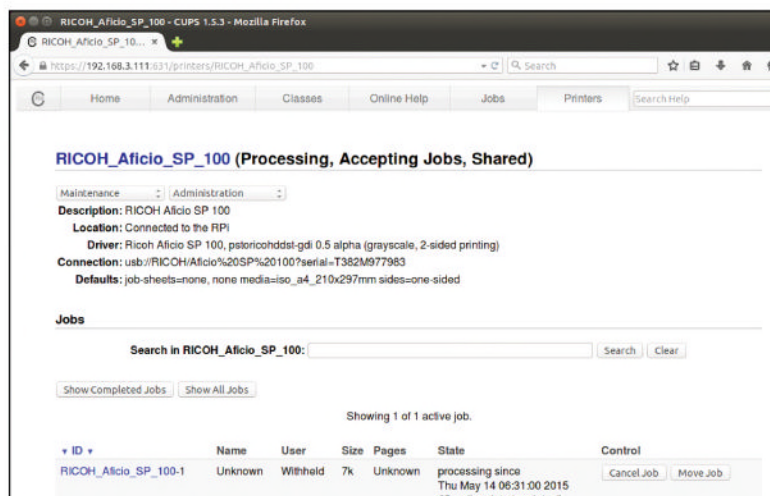 RICOH_Aficio_SP_100 - CUPS 1.5.3 - Mozilla Firefox
RICOH_Aficio_SP_10... ×
https://192.168.3.111:631/printers/RICOH_Aficio_SP_100 Search
Home Administration Classes Online Help Jobs Printers Search Help
RICOH_Aficio_SP_100 (Processing, Accepting Jobs, Shared)
Maintenance Administration
Description: RICOH Aficio SP 100
Location: Connected to the RPi
Driver: Ricoh Aficio SP 100, pstoricohddst-gdi 0.5 alpha (grayscale, 2-sided printing)
Connection: usb://RICOH/Aficio%20SP%20100?serial=T382M977983
Defaults: job-sheets=none, none media=iso_a4_210x297mm sides=one-sided
Jobs
Search in RICOH_Aficio_SP_100: Search Clear
Show Completed Jobs Show All Jobs
Showing 1 of 1 active job.
▼ ID ▼ Name User Size Pages State Control
RICOH_Aficio_SP_100-1 Unknown Withheld 7k Unknown processing since Cancel Job Move Job
Thu May 14 06:31:00 2015